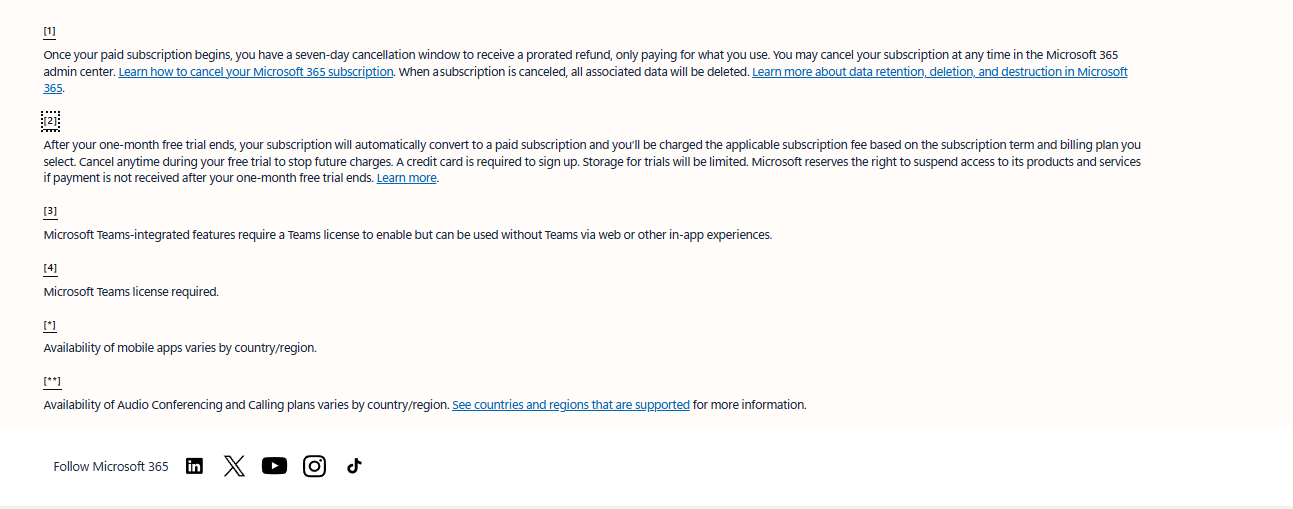 [1]
Once your paid subscription begins, you have a seven-day cancellation window to receive a prorated refund, only paying for what you use. You may cancel your subscription at any time in the Microsoft 365
admin center. Learn how to cancel your Microsoft 365 subscription. When a subscription is canceled, all associated data will be deleted. Learn more about data retention, deletion, and destruction in Microsoft
365.
[2]
After your one-month free trial ends, your subscription will automatically convert to a paid subscription and you’ll be charged the applicable subscription fee based on the subscription term and billing plan you
select. Cancel anytime during your free trial to stop future charges. A credit card is required to sign up. Storage for trials will be limited. Microsoft reserves the right to suspend access to its products and services
if payment is not received after your one-month free trial ends. Learn more.
[3]
Microsoft Teams-integrated features require a Teams license to enable but can be used without Teams via web or other in-app experiences.
[4]
Microsoft Teams license required.
[*]
Availability of mobile apps varies by country/region.
[**]
Availability of Audio Conferencing and Calling plans varies by country/region. See countries and regions that are supported for more information.
Follow Microsoft 365